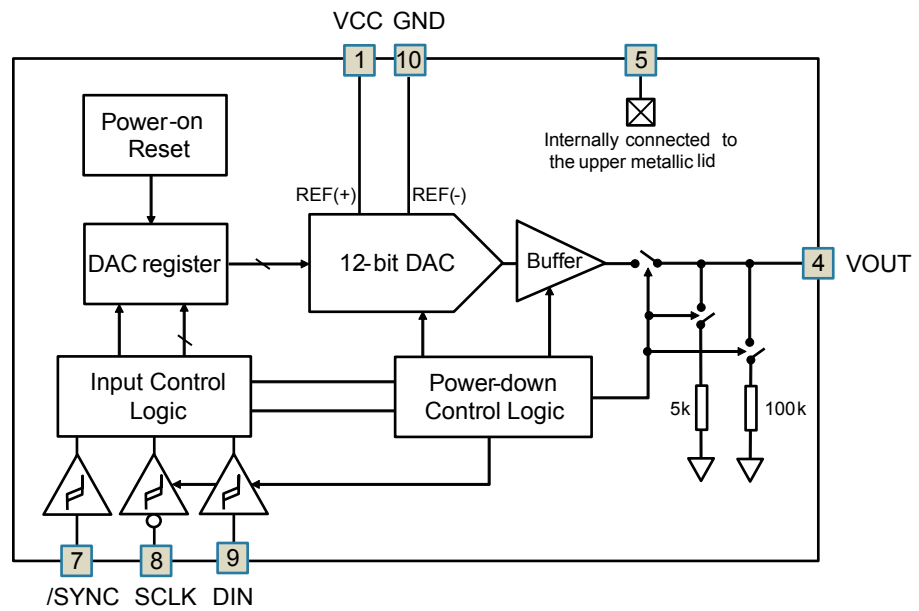 VCC GND
1 10 5
Power-on
Reset
Internally connected to
the upper metallic lid
REF(+) REF(-)
DAC register
12-bit DAC
Buffer
4 VOUT
Input Control
Logic
Power-down
Control Logic
5k
100k
7 8 9
/SYNC SCLK DIN